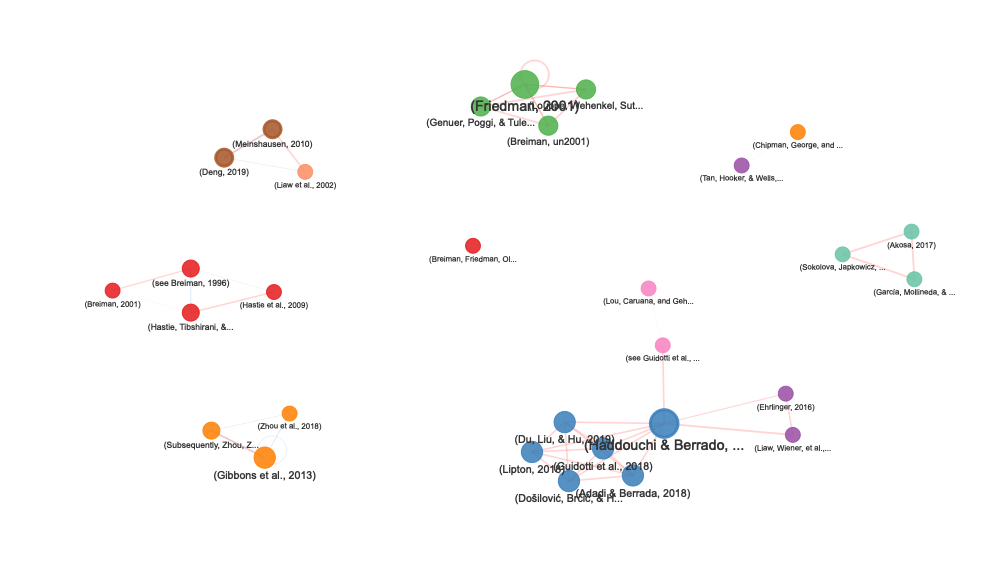 (Friedman, 2001)
(Genuer, Poggi, & Tule...
Sut...
(Breiman, un2001)
(Chipman, George, and ...
(Meinshausen, 2010)
(Deng, 2019)
(Liaw et al., 2002)
(Tan, Hooker, & Wells,...
(Akosa, 2017)
(Breiman, Friedman, Ol...
(Sokolova, Japkowicz, ...
(see Breiman, 1996)
(García, Mollineda, & ...
(Breiman, 2001)
(Hastie et al., 2009)
(Lou, Caruana, and Geh...
(Hastie, Tibshirani, &...
(see Guidotti et al., ...
(Ehrlinger, 2016)
(Zhou et al., 2018)
(Subsequently, Zhou, Z...
(Du, Liu, & Hu, 2019)
(Haddouchi & Berrado, ...
(Liaw, Wiener, et al.,...
(Lipton, 2018)
(Guidotti et al., 2018)
(Gibbons et al., 2013)
(Došilović, Brčić, & H...
(Adadi & Berrada, 2018)